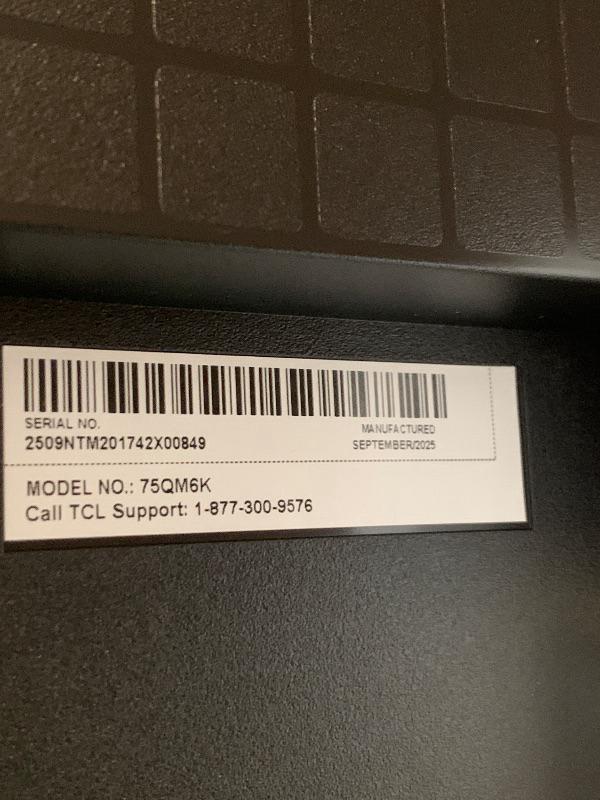 SERIAL NO.
2509NTM201742X00849
MANUFACTURED
SEPTEMBER/2025
MODEL NO.: 75QM6K
Call TCL Support: 1-877-300-9576